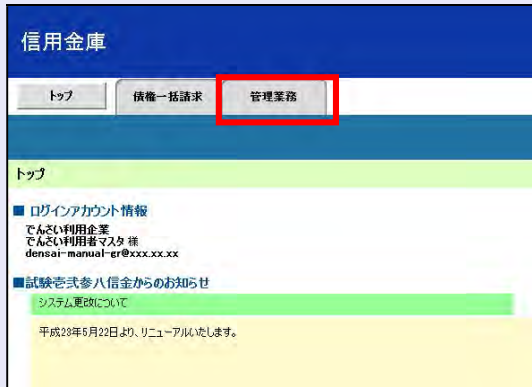 信用金庫
トップ 債権一括請求 管理業務
トップ
■ ログインアカウント情報
でんさい利用企業
でんさい利用者マスタ 様
densai-manual-gr@xxx.xx.xx
■試験壱弐参八信金からのお知らせ
システム更改について
平成23年5月22日より、リニューアルいたします。